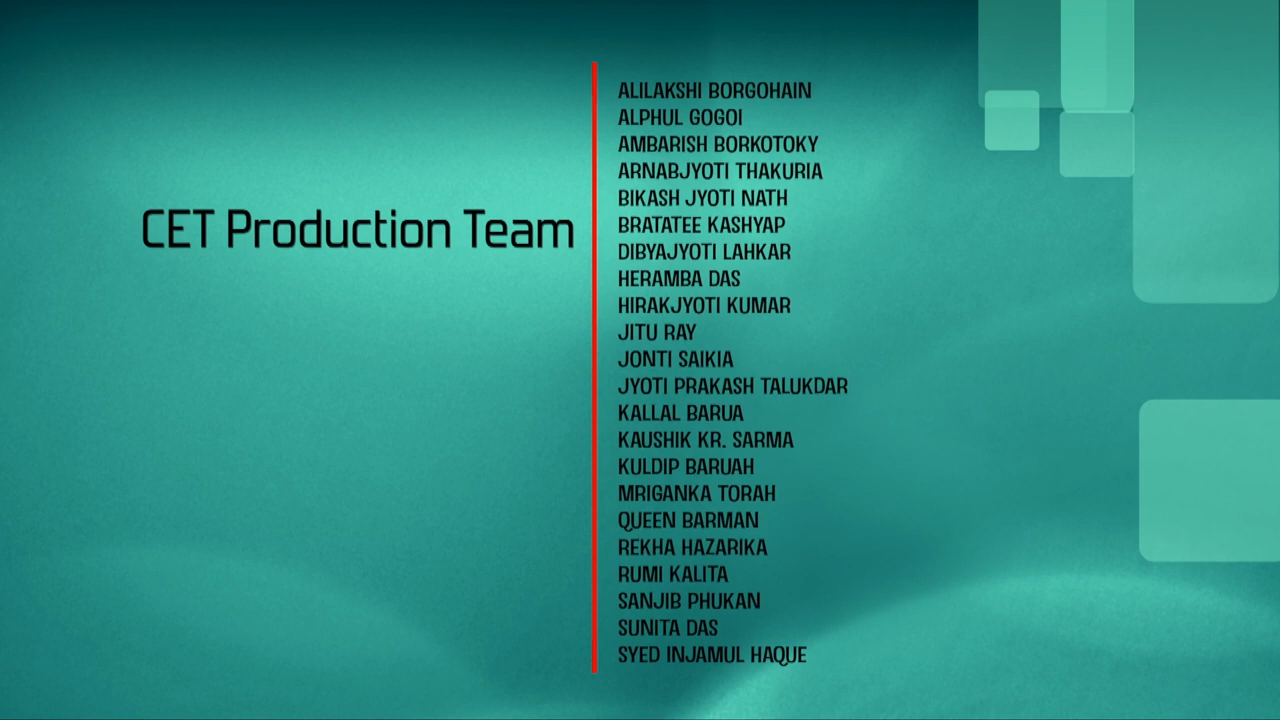 CET Production Team
ALILAKSHI BORGOHAIN
ALPHUL GOGOI
AMBARISH BORKOTOKY
ARNABJYOTI THAKURIA
BIKASH JYOTI NATH
BRATATEE KASHYAP
DIBYAJYOTI LAHKAR
HERAMBA DAS
HIRAKJYOTI KUMAR
JITU RAY
JONTI SAIKIA
JYOTI PRAKASH TALUKDAR
KALLAL BARUA
KAUSHIK KR. SARMA
KULDIP BARUAH
MRIGANKA TORAH
QUEEN BARMAN
REKHA HAZARIKA
RUMI KALITA
SANJIB PHUKAN
SUNITA DAS
SYED INJAMUL HAQUE